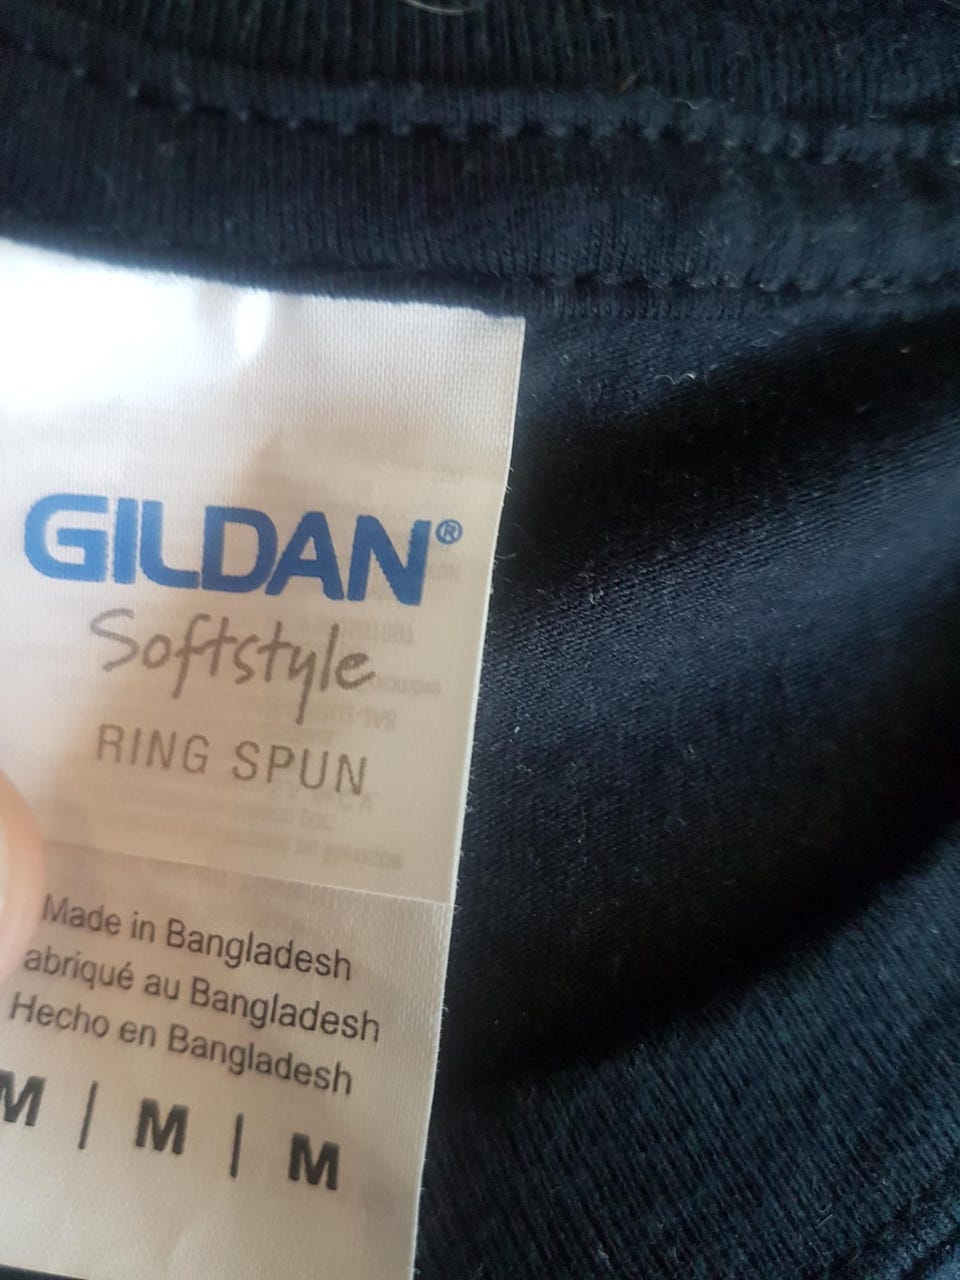 GILDAN®
Softstyle
RING SPUN
Made in Bangladesh
abriqué au Bangladesh
Hecho en Bangladesh
M | M | M